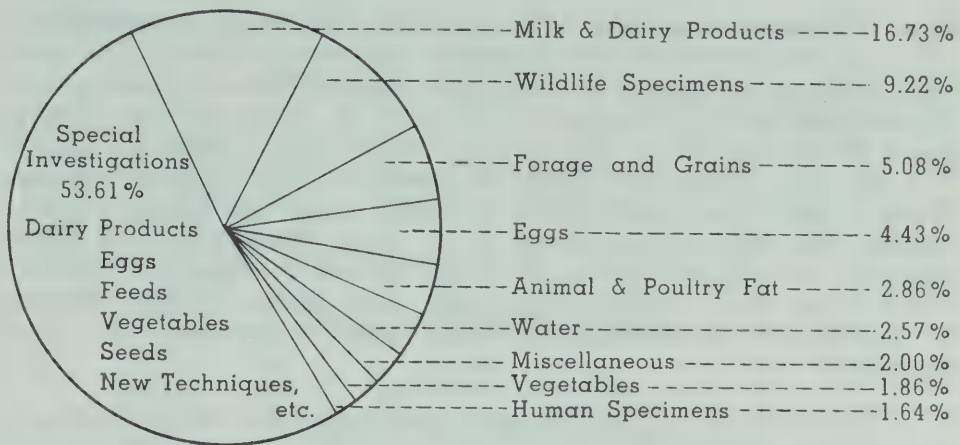 Milk & Dairy Products 16.73%
Wildlife Specimens 9.22%
Special
Investigations
53.61%
Forage and Grains 5.08%
Dairy Products
Eggs 4.43%
Eggs
Feeds
Animal & Poultry Fat 2.86%
Vegetables
Water 2.57%
Seeds
Miscellaneous 2.00%
New Techniques,
etc.
Vegetables 1.86%
Human Specimens 1.64%